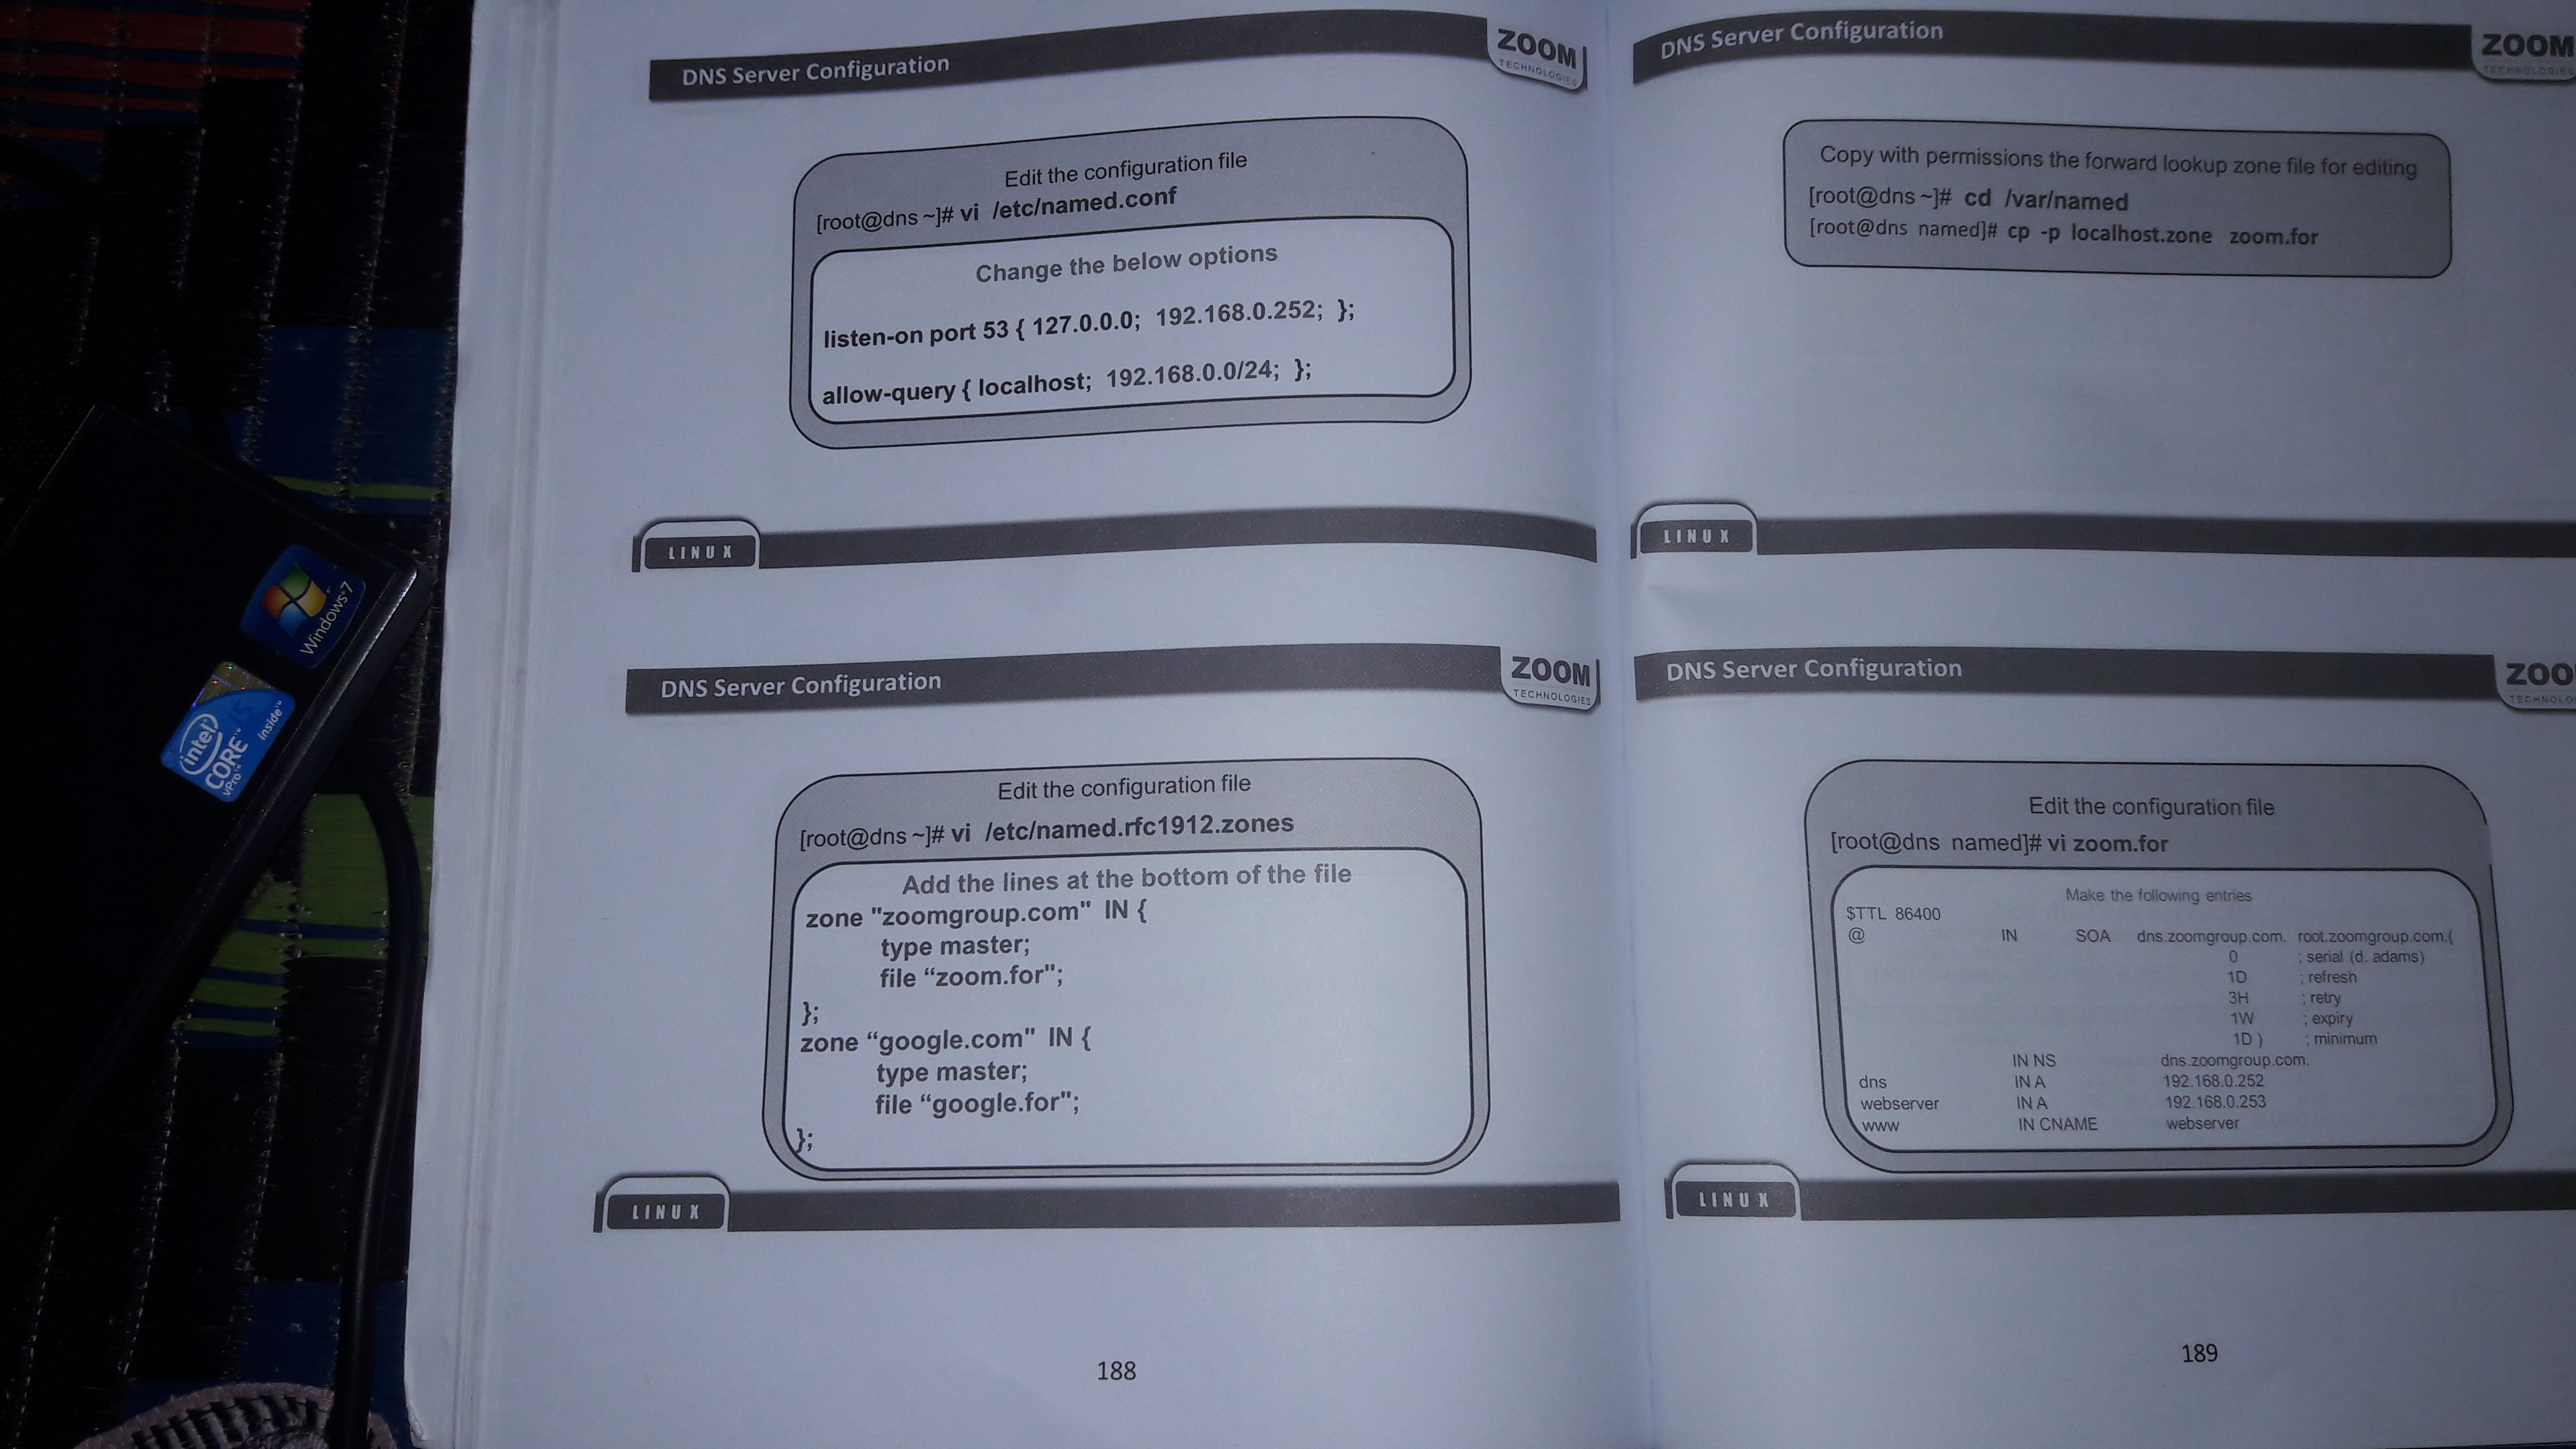 DNS Server Configuration
ZOOM
TECHNOLOGIES
Edit the configuration file
[root@dns ~]# vi /etc/named.conf
Change the below options
listen-on port 53 { 127.0.0.0; 192.168.0.252; };
allow-query { localhost; 192.168.0.0/24; };
LINUX
DNS Server Configuration
ZOOM
TECHNOLOGIES
Edit the configuration file
[root@dns ~]# vi /etc/named.rfc1912.zones
Add the lines at the bottom of the file
zone "zoomgroup.com" IN {
type master;
file “zoom.for";
};
zone “google.com" IN {
type master;
file “google.for";
};
LINUX
188
DNS Server Configuration
ZOOM
TECHNOLOGIES
Copy with permissions the forward lookup zone file for editing
[root@dns ~]# cd /var/named
[root@dns named]# cp -p localhost.zone zoom.for
LINUX
DNS Server Configuration
ZOO
TECHNOLO
Edit the configuration file
[root@dns named]# vi zoom.for
Make the following entries
$TTL 86400
@ IN SOA dns.zoomgroup.com. root.zoomgroup.com.(
0 ; serial (d. adams)
1D ; refresh
3H ; retry
1W ; expiry
1D ) ; minimum
IN NS dns.zoomgroup.com.
dns IN A 192.168.0.252
webserver IN A 192.168.0.253
www IN CNAME webserver
LINUX
189
Windows 7
intel
CORE i5
vPro
inside